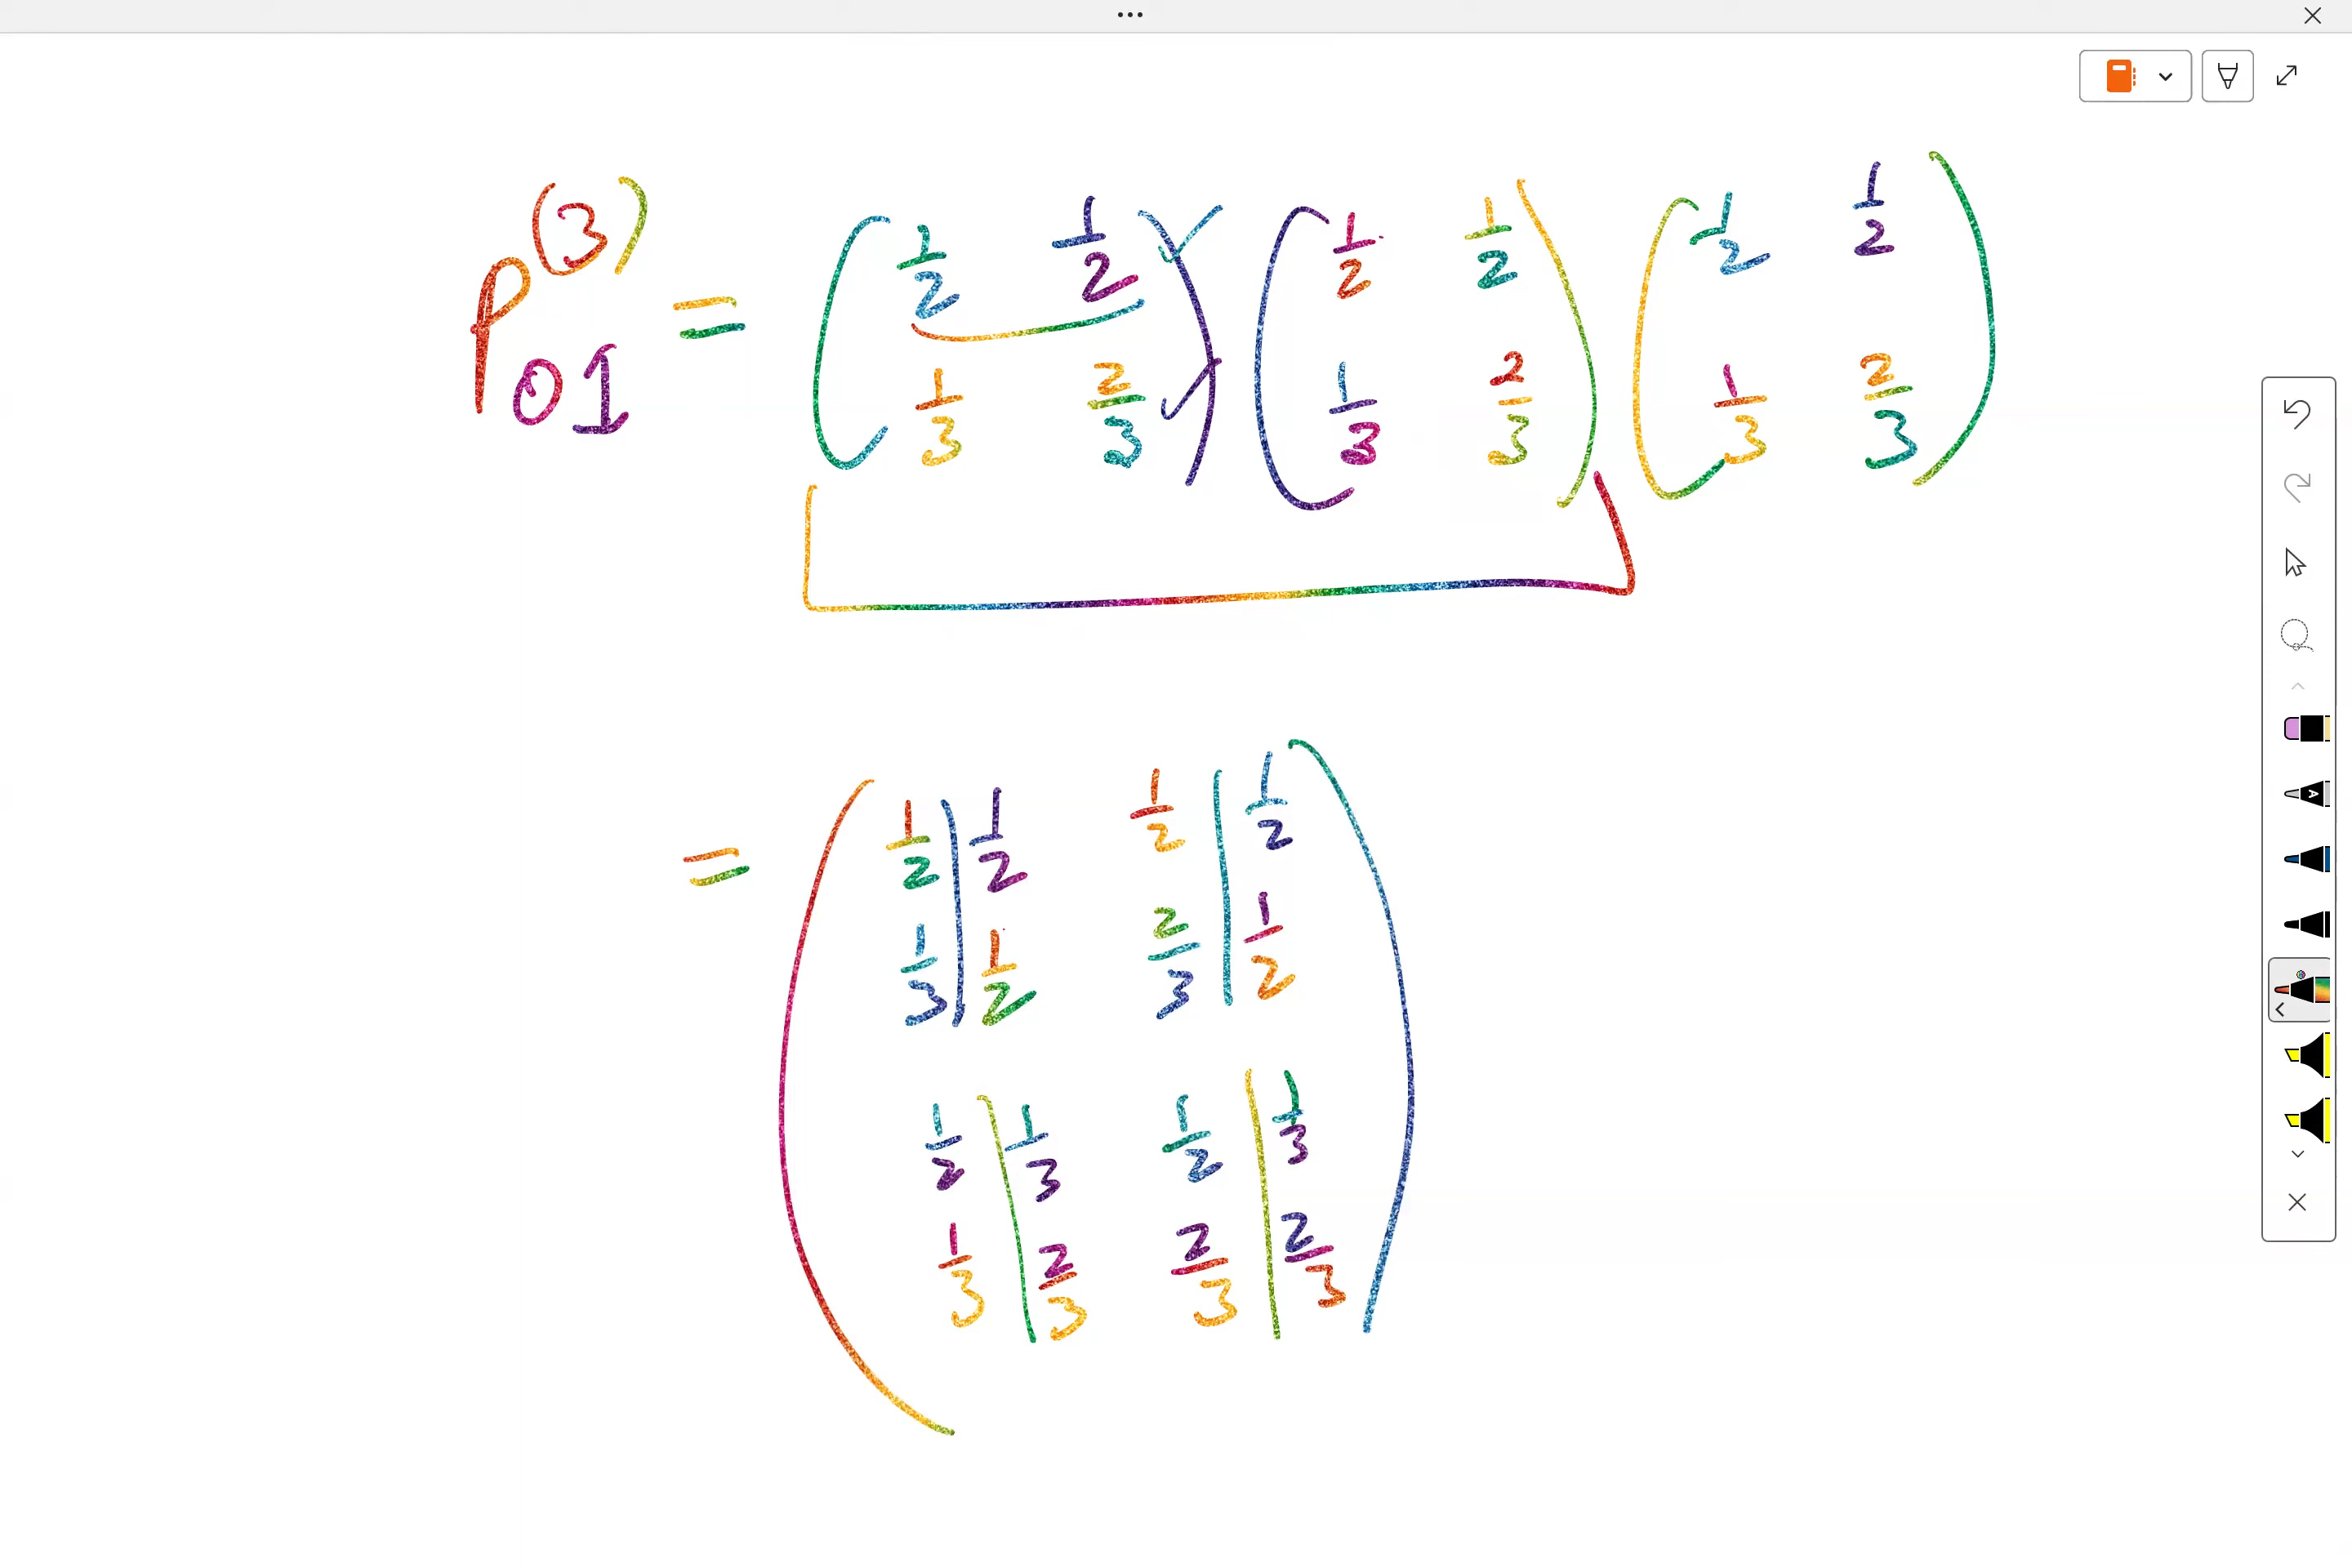 P₀₁⁽³⁾ = ( 1/2 1/2 ; 1/3 2/3 ) ( 1/2 1/2 ; 1/3 2/3 ) ( 1/2 1/2 ; 1/3 2/3 )
= ( 1/2 | 1/2 1/2 | 1/2
1/3 | 1/2 2/3 | 1/2
1/2 | 1/3 1/2 | 1/3
1/3 | 2/3 2/3 | 2/3 )